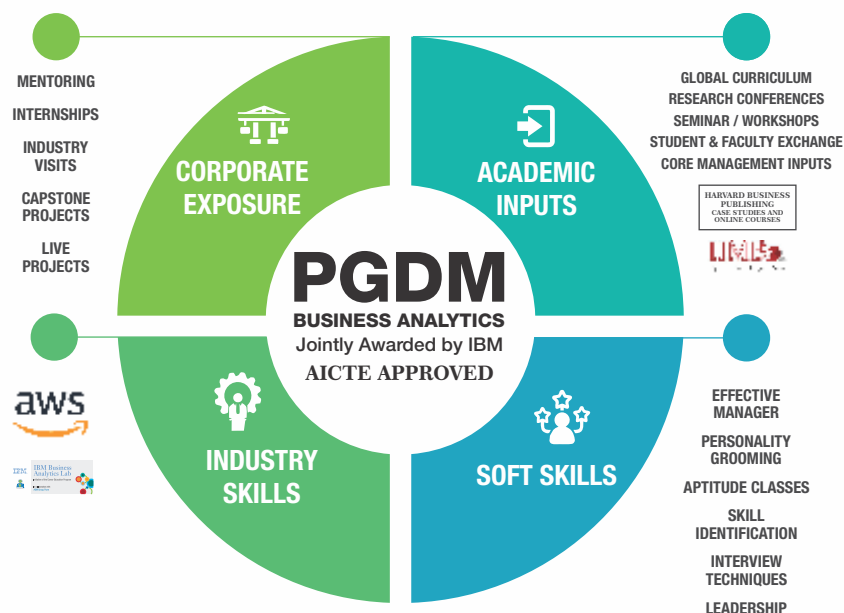 MENTORING
INTERNSHIPS
INDUSTRY
VISITS
CAPSTONE
PROJECTS
LIVE
PROJECTS
CORPORATE
EXPOSURE
ACADEMIC
INPUTS
GLOBAL CURRICULUM
RESEARCH CONFERENCES
SEMINAR / WORKSHOPS
STUDENT & FACULTY EXCHANGE
CORE MANAGEMENT INPUTS
HARVARD BUSINESS
PUBLISHING
CASE STUDIES AND
ONLINE COURSES
PGDM
BUSINESS ANALYTICS
Jointly Awarded by IBM
AICTE APPROVED
aws
IBM
IBM Business
Analytics Lab
INDUSTRY
SKILLS
SOFT SKILLS
EFFECTIVE
MANAGER
PERSONALITY
GROOMING
APTITUDE CLASSES
SKILL
IDENTIFICATION
INTERVIEW
TECHNIQUES
LEADERSHIP